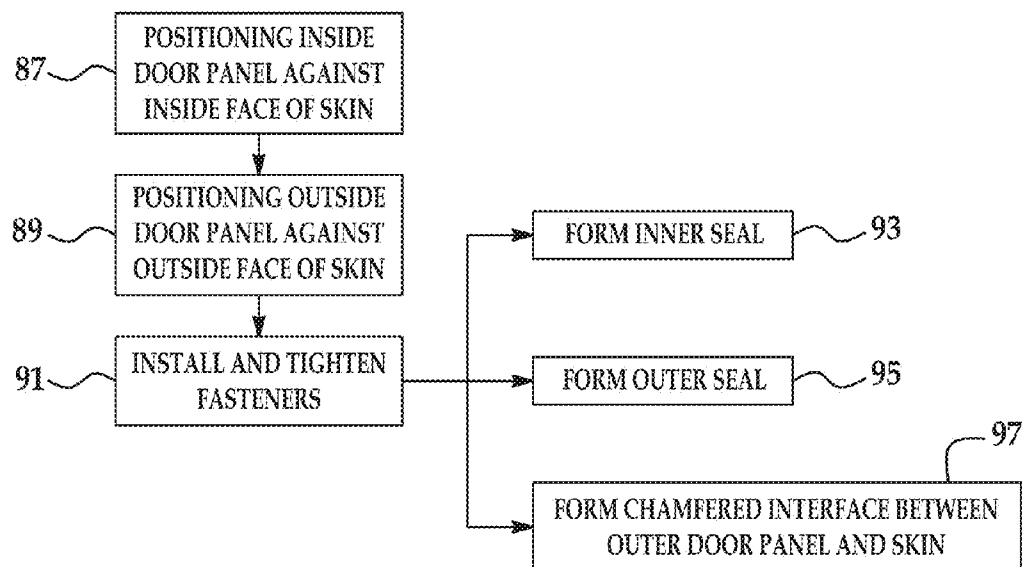 87
POSITIONING INSIDE
DOOR PANEL AGAINST
INSIDE FACE OF SKIN
89
POSITIONING OUTSIDE
DOOR PANEL AGAINST
OUTSIDE FACE OF SKIN
91
INSTALL AND TIGHTEN
FASTENERS
FORM INNER SEAL
93
FORM OUTER SEAL
95
97
FORM CHAMFERED INTERFACE BETWEEN
OUTER DOOR PANEL AND SKIN